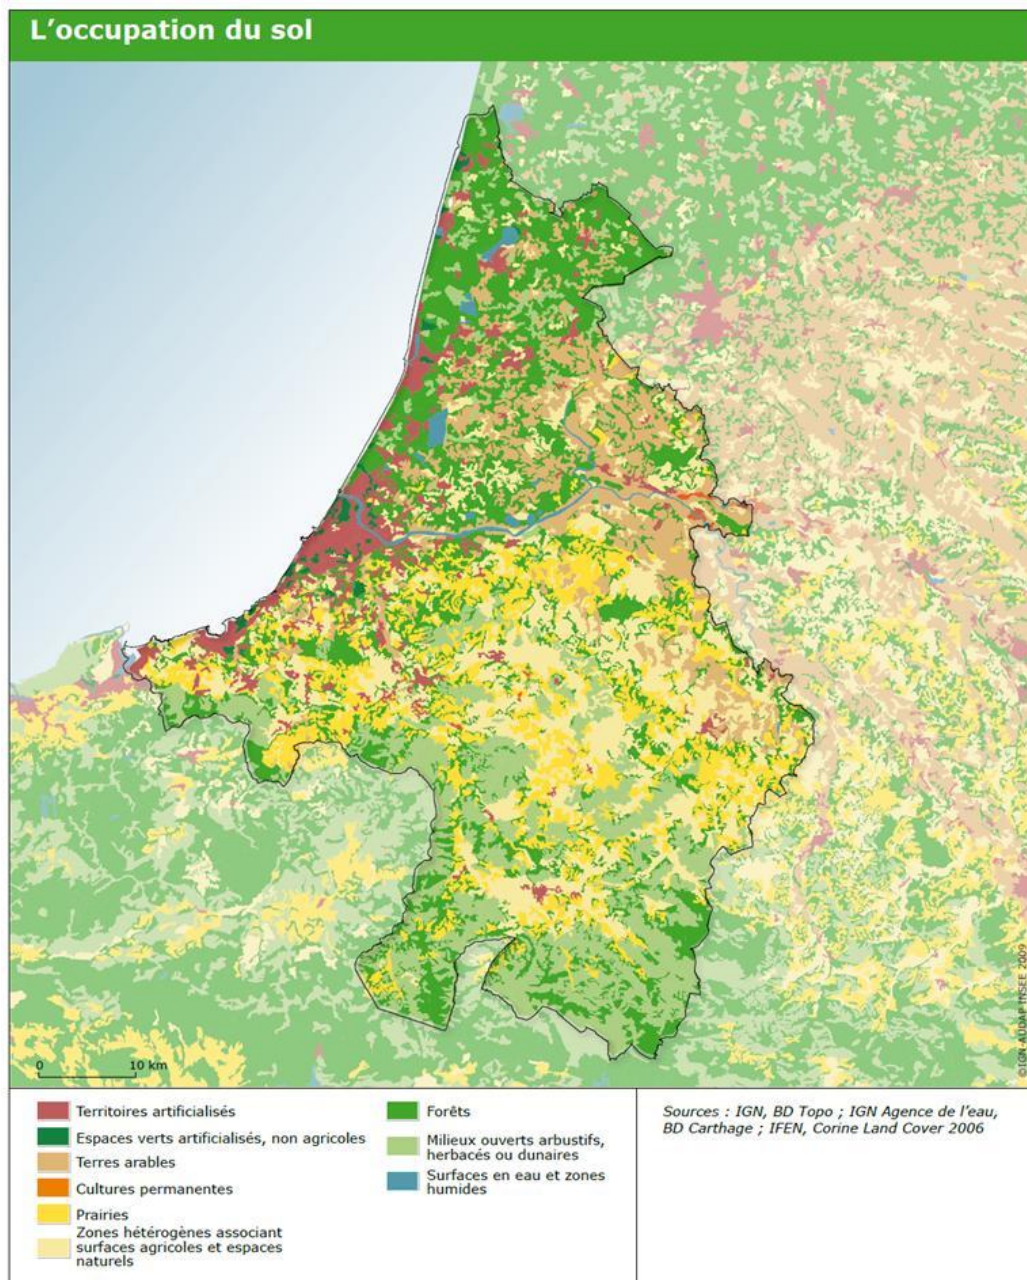 L'occupation du sol
0 10 km
©IGN-AUDAP INSEE 2009
Territoires artificialisés
Espaces verts artificialisés, non agricoles
Terres arables
Cultures permanentes
Prairies
Zones hétérogènes associant
surfaces agricoles et espaces
naturels
Forêts
Milieux ouverts arbustifs,
herbacés ou dunaires
Surfaces en eau et zones
humides
Sources : IGN, BD Topo ; IGN Agence de l'eau,
BD Carthage ; IFEN, Corine Land Cover 2006